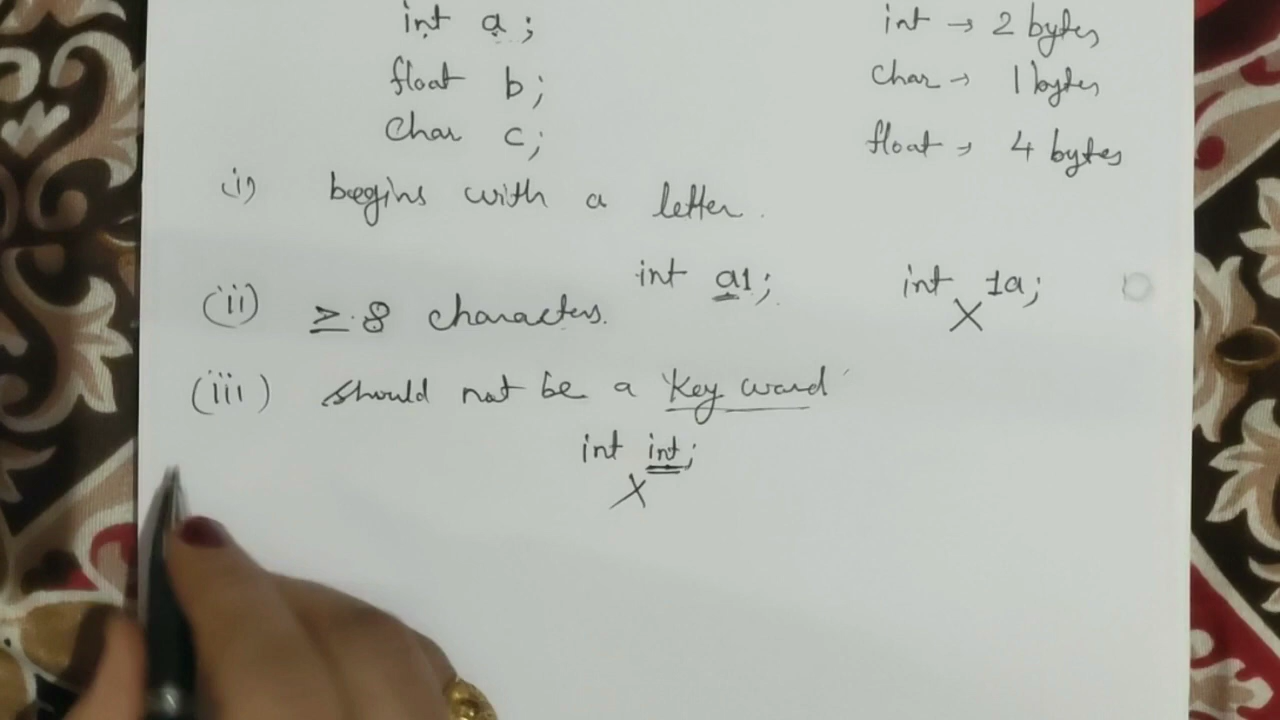 int a; int → 2 bytes
float b; char → 1 bytes
char c; float → 4 bytes
(i) begins with a letter.
int a1; int 1a;
X
(ii) ≥ 8 characters.
(iii) should not be a 'key word'
int int;
X